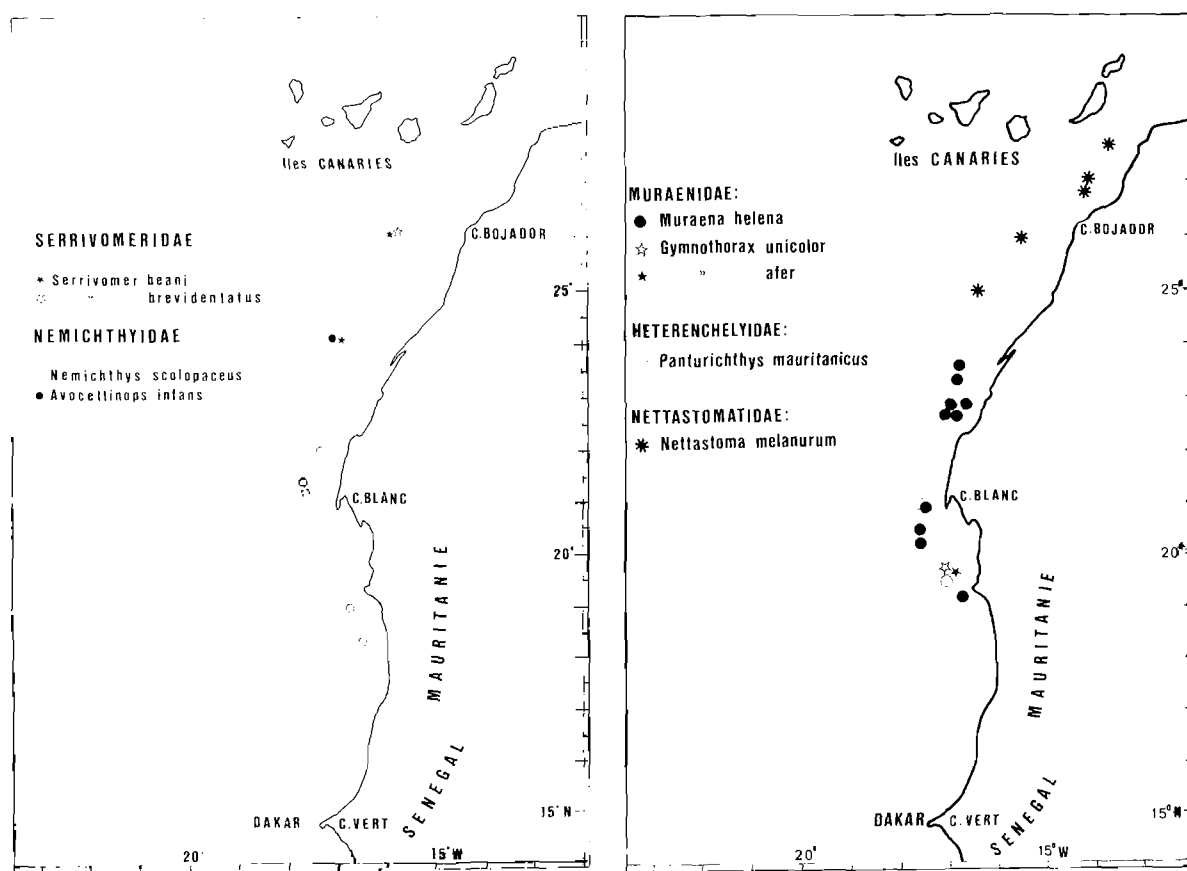 Iles CANARIES
C.BOJADOR
SERRIVOMERIDAE
Serrivomer beani
" brevidentatus
NEMICHTHYIDAE
Nemichthys scolopaceus
Avocettinops infans
25°
C.BLANC
20°
MAURITANIE
SENEGAL
15°N
DAKAR
C.VERT
20°
15°W
Iles CANARIES
MURAENIDAE:
Muraena helena
Gymnothorax unicolor
" afer
C.BOJADOR
25°
HETERENCHELYIDAE:
Panturichthys mauritanicus
NETTASTOMATIDAE:
Nettastoma melanurum
C.BLANC
20°
MAURITANIE
SENEGAL
15°N
DAKAR
C.VERT
20°
15°W